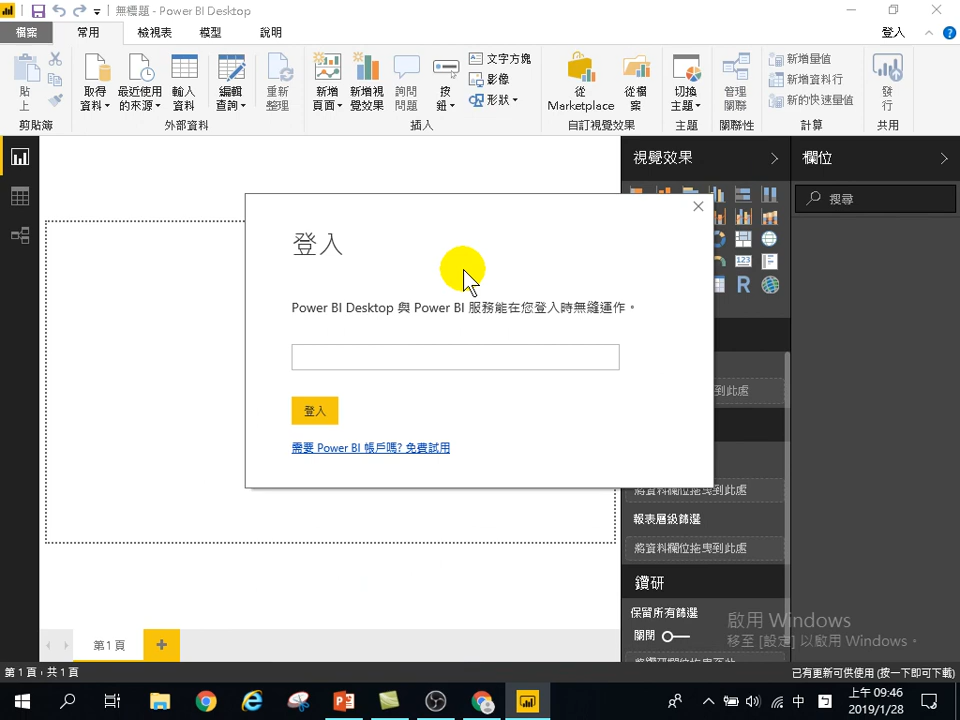 無標題 - Power BI Desktop
檔案
常用
檢視表
模型
說明
登入
貼上
剪貼簿
取得資料
最近使用的來源
輸入資料
編輯查詢
重新整理
外部資料
新增頁面
新增視覺效果
詢問問題
按鈕
文字方塊
影像
形狀
插入
從 Marketplace
從檔案
自訂視覺效果
切換主題
主題
管理關聯
關聯性
新增量值
新增資料行
新的快速量值
計算
發行
共用
視覺效果
欄位
搜尋
登入
Power BI Desktop 與 Power BI 服務能在您登入時無縫運作。
登入
需要 Power BI 帳戶嗎? 免費試用
到此處
將資料欄位拖曳到此處
報表層級篩選
將資料欄位拖曳到此處
鑽研
保留所有篩選
關閉
啟用 Windows
移至 [設定] 以啟用 Windows。
第 1 頁
第 1 頁，共 1 頁
已有更新可供使用 (按一下即可下載)
中
上午 09:46
2019/1/28